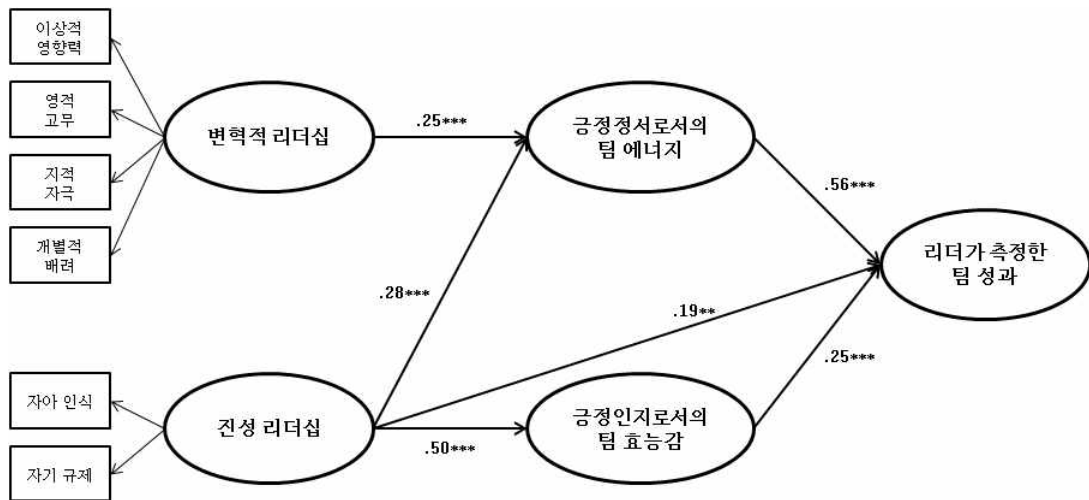 이상적
영향력
영적
교무
지적
자극
개별적
배려
변혁적 리더십
.25***
긍정정서로서의
팀 에너지
.56***
리더가 측정한
팀 성과
.28***
.19**
.25***
자아 인식
자기 규제
진성 리더십
.50***
긍정인지로서의
팀 효능감